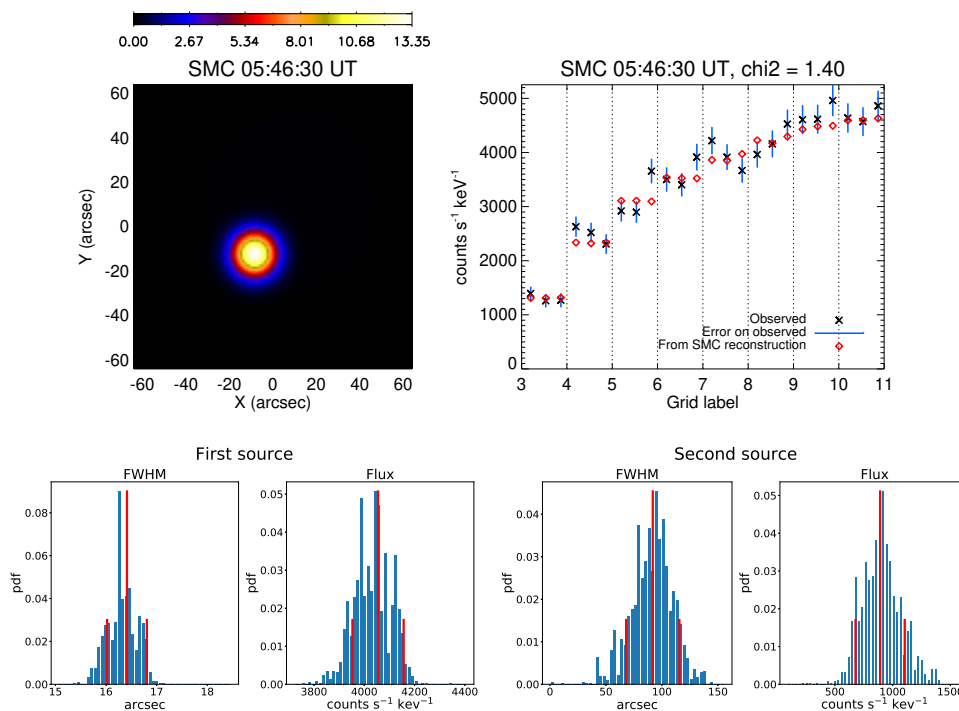 0.00 2.67 5.34 8.01 10.68 13.35
SMC 05:46:30 UT
Y (arcsec)
60
40
20
0
-20
-40
-60
-60 -40 -20 0 20 40 60
X (arcsec)
SMC 05:46:30 UT, chi2 = 1.40
counts s⁻¹ keV⁻¹
5000
4000
3000
2000
1000
0
Observed
Error on observed
From SMC reconstruction
3 4 5 6 7 8 9 10 11
Grid label
First source
FWHM
pdf
0.08
0.06
0.04
0.02
0.00
15 16 17 18
arcsec
Flux
pdf
0.05
0.04
0.03
0.02
0.01
0.00
3800 4000 4200 4400
counts s⁻¹ keV⁻¹
Second source
FWHM
pdf
0.04
0.03
0.02
0.01
0.00
0 50 100 150
arcsec
Flux
pdf
0.05
0.04
0.03
0.02
0.01
0.00
500 1000 1500
counts s⁻¹ keV⁻¹